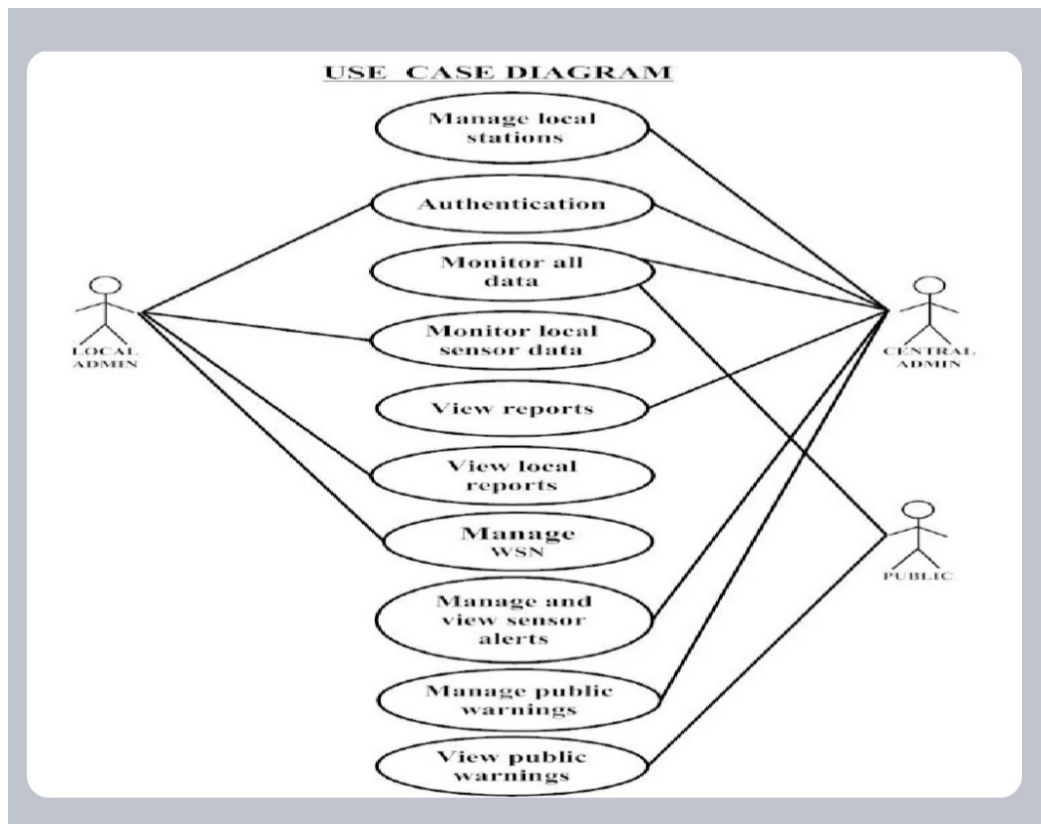 USE CASE DIAGRAM
Manage local
stations
Authentication
Monitor all
data
Monitor local
sensor data
View reports
View local
reports
Manage
WSN
Manage and
view sensor
alerts
Manage public
warnings
View public
warnings
LOCAL
ADMIN
CENTRAL
ADMIN
PUBLIC